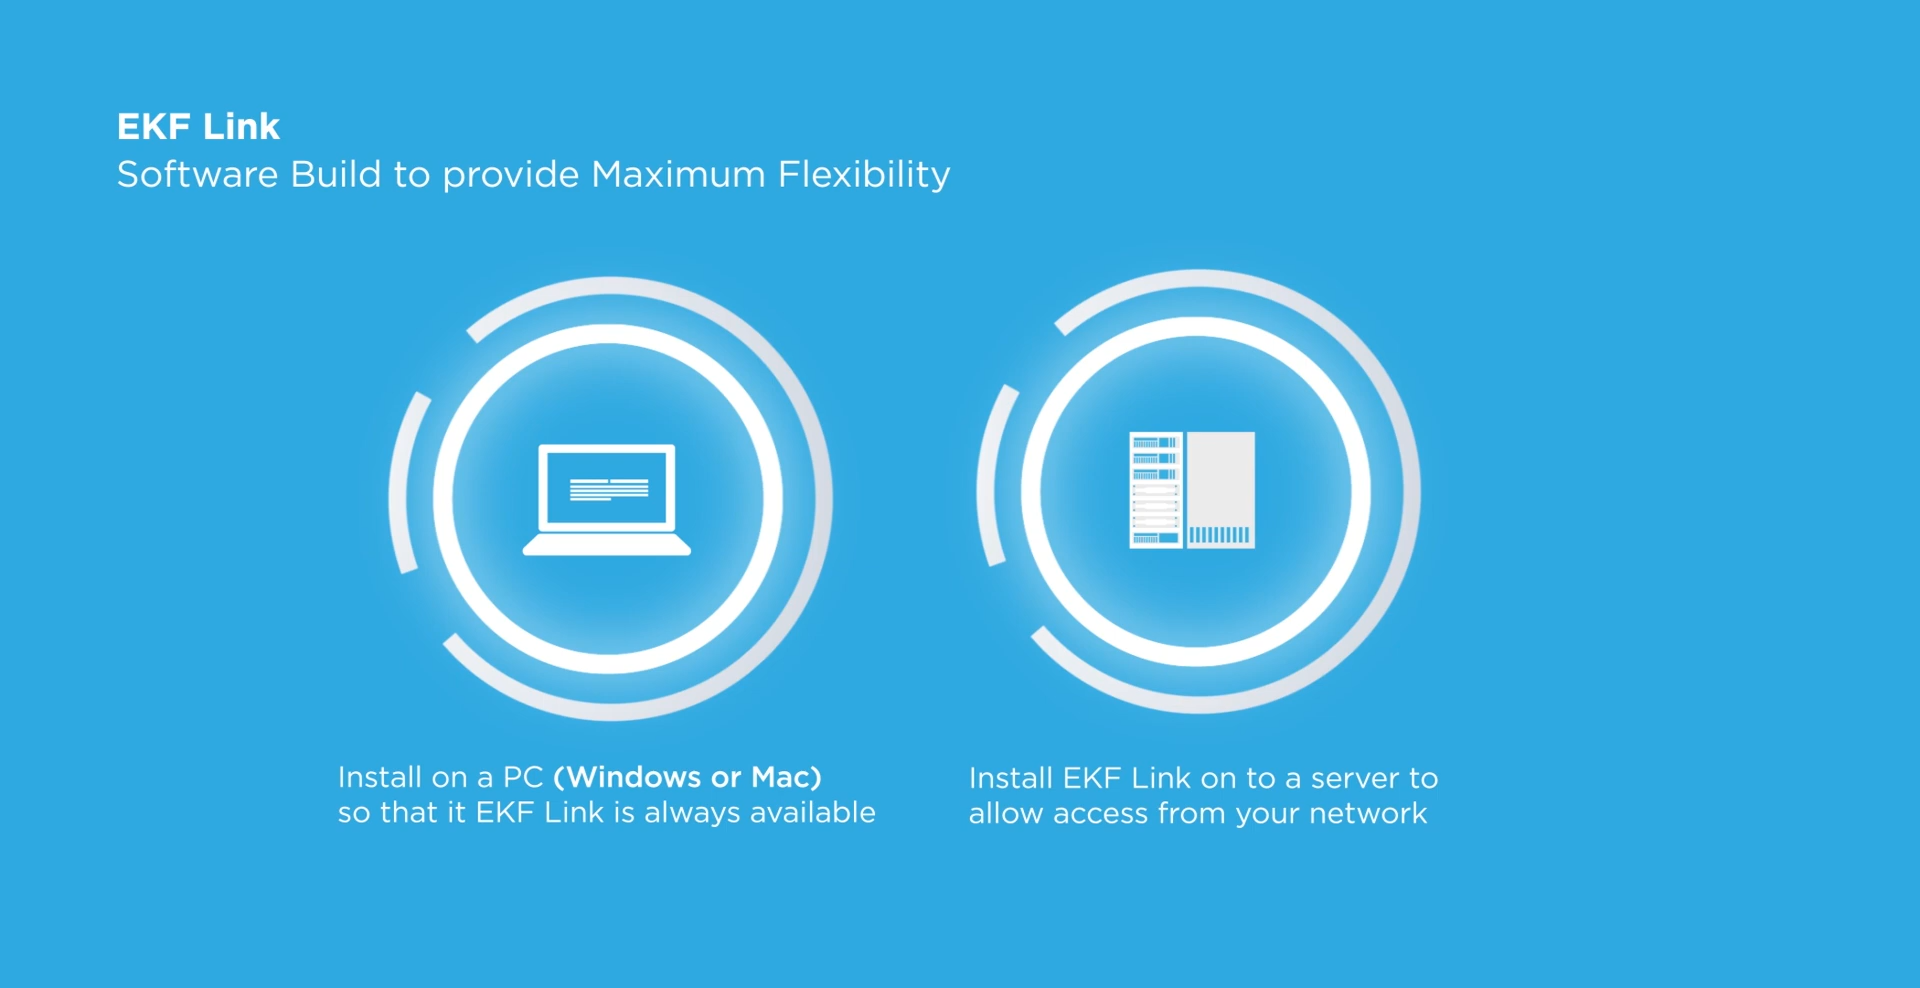 EKF Link
Software Build to provide Maximum Flexibility
Install on a PC (Windows or Mac)
so that it EKF Link is always available
Install EKF Link on to a server to
allow access from your network